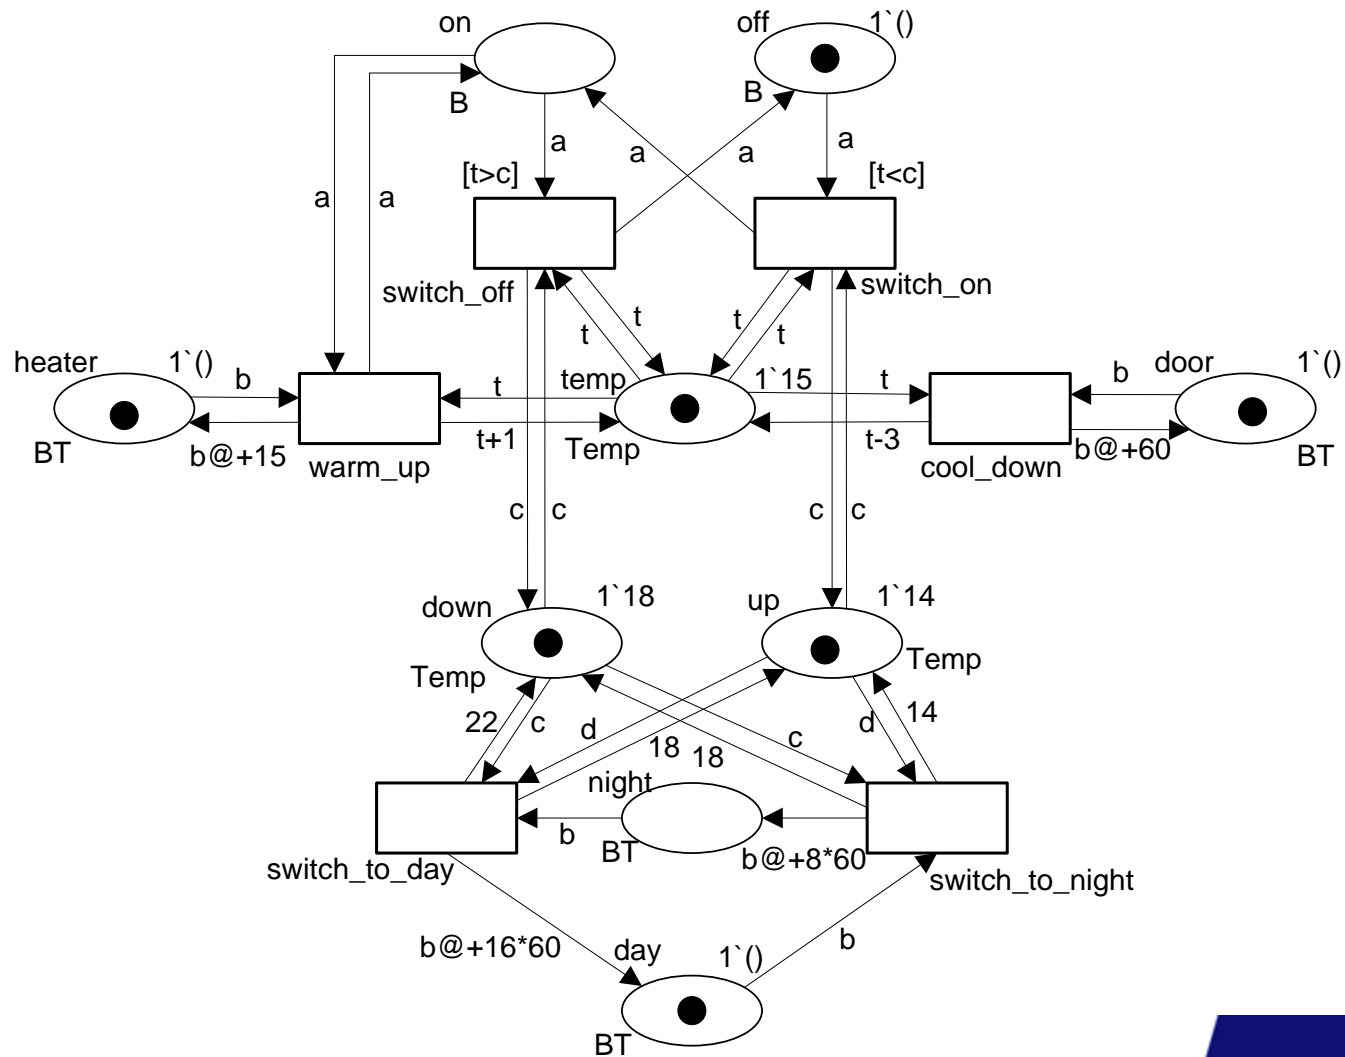 on
off
1`()
B
B
a
a
a
a
a
a
[t>c]
[t<c]
switch_off
switch_on
t
t
t
t
heater
1`()
b
t
temp
1`15
t
b
door
1`()
BT
b@+15
warm_up
t+1
Temp
t-3
cool_down
b@+60
BT
c
c
c
c
down
1`18
up
1`14
Temp
Temp
22
c
d
18
18
c
d
14
night
b
BT
b@+8*60
switch_to_day
switch_to_night
b@+16*60
day
1`()
b
BT